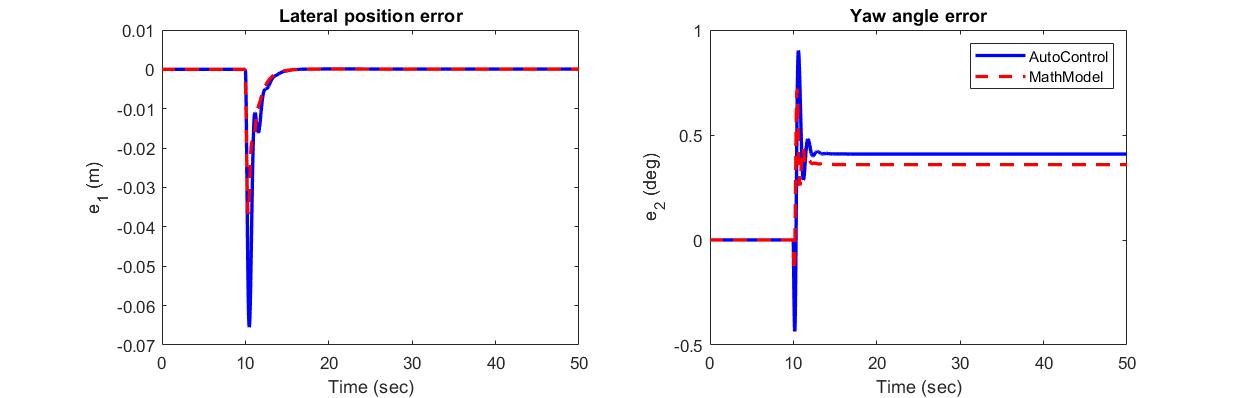 Lateral position error
0.01
0
-0.01
-0.02
-0.03
-0.04
-0.05
-0.06
-0.07
e1 (m)
0 10 20 30 40 50
Time (sec)
Yaw angle error
1
0.5
0
-0.5
e2 (deg)
AutoControl
MathModel
0 10 20 30 40 50
Time (sec)